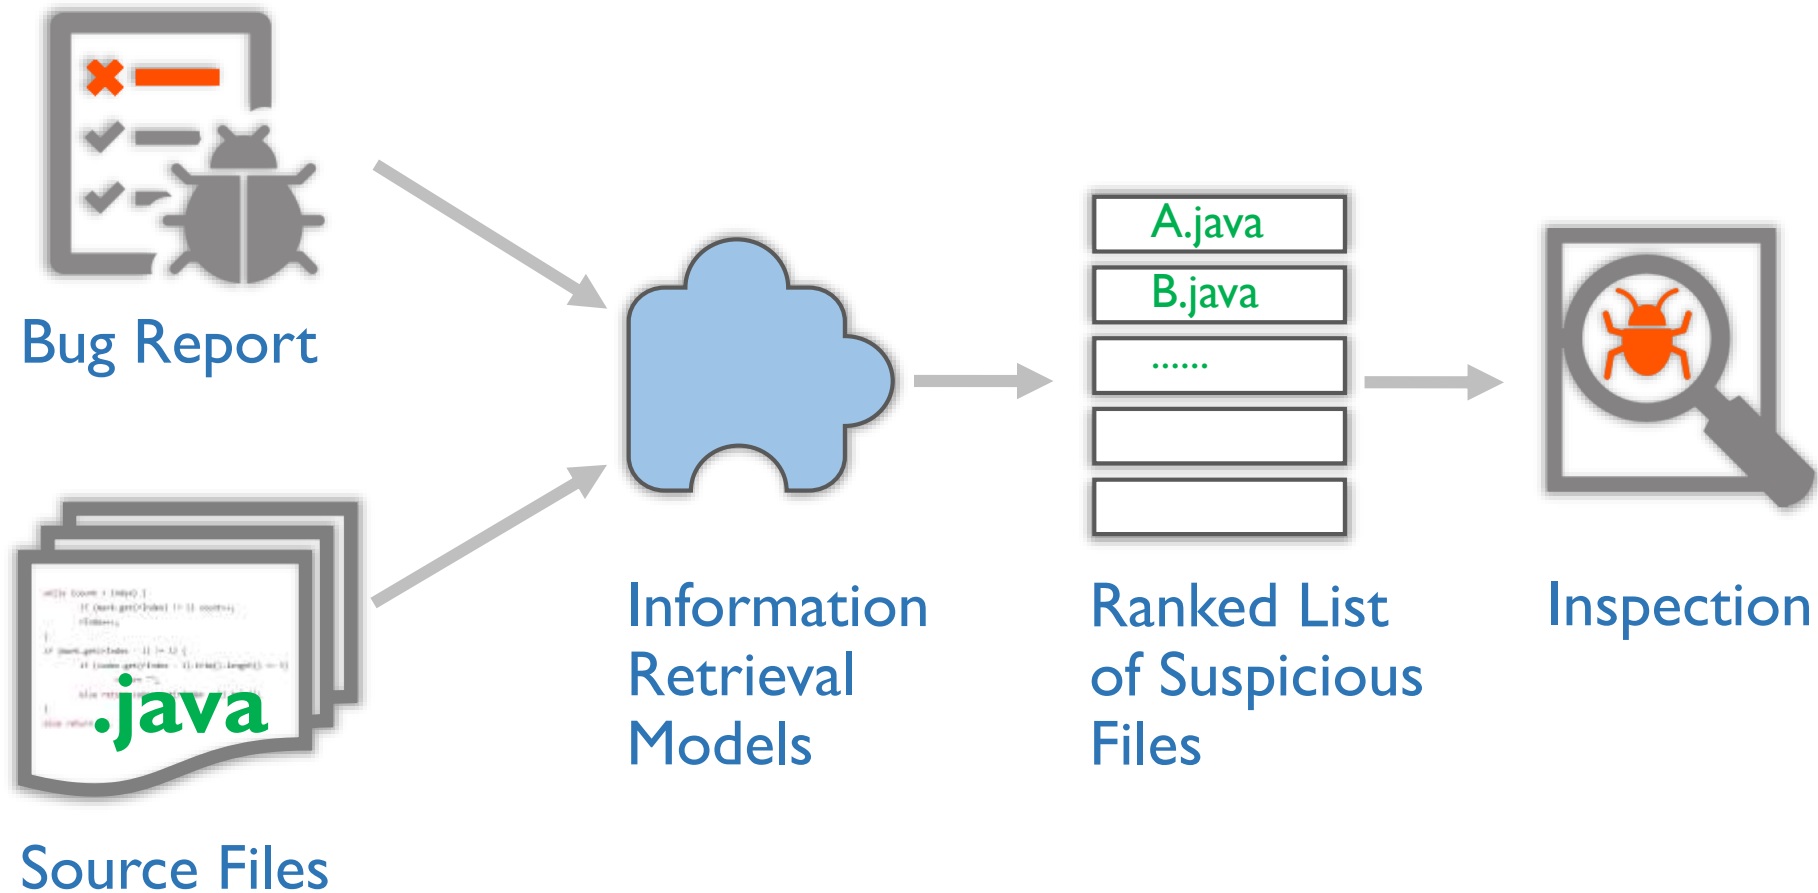 Bug Report
.java
Source Files
Information
Retrieval
Models
A.java
B.java
......
Ranked List
of Suspicious
Files
Inspection